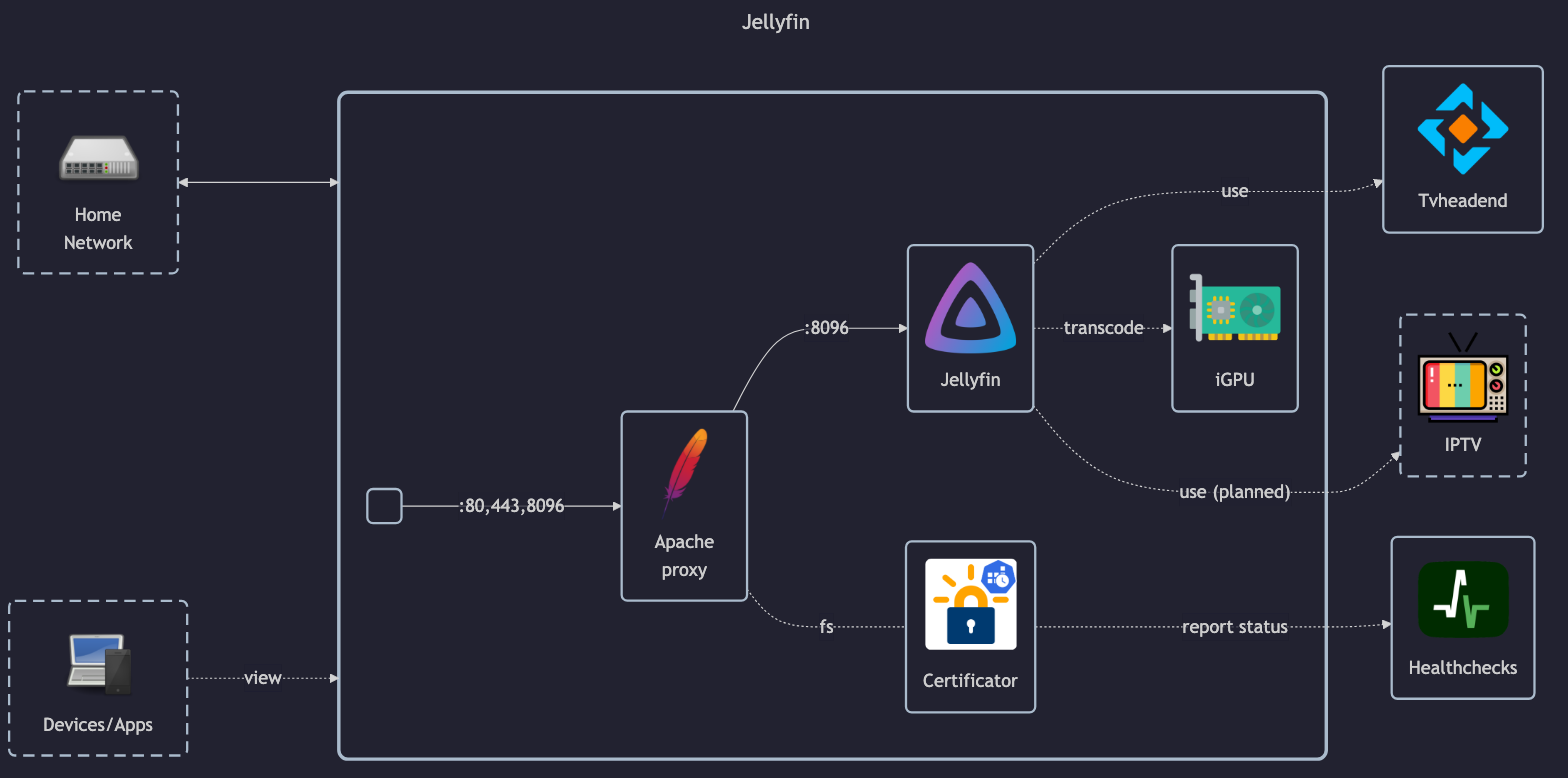 Jellyfin
Home
Network
Devices/Apps
view
:80,443,8096
Apache
proxy
:8096
fs
Jellyfin
Certificator
use
transcode
iGPU
use (planned)
report status
Tvheadend
IPTV
Healthchecks